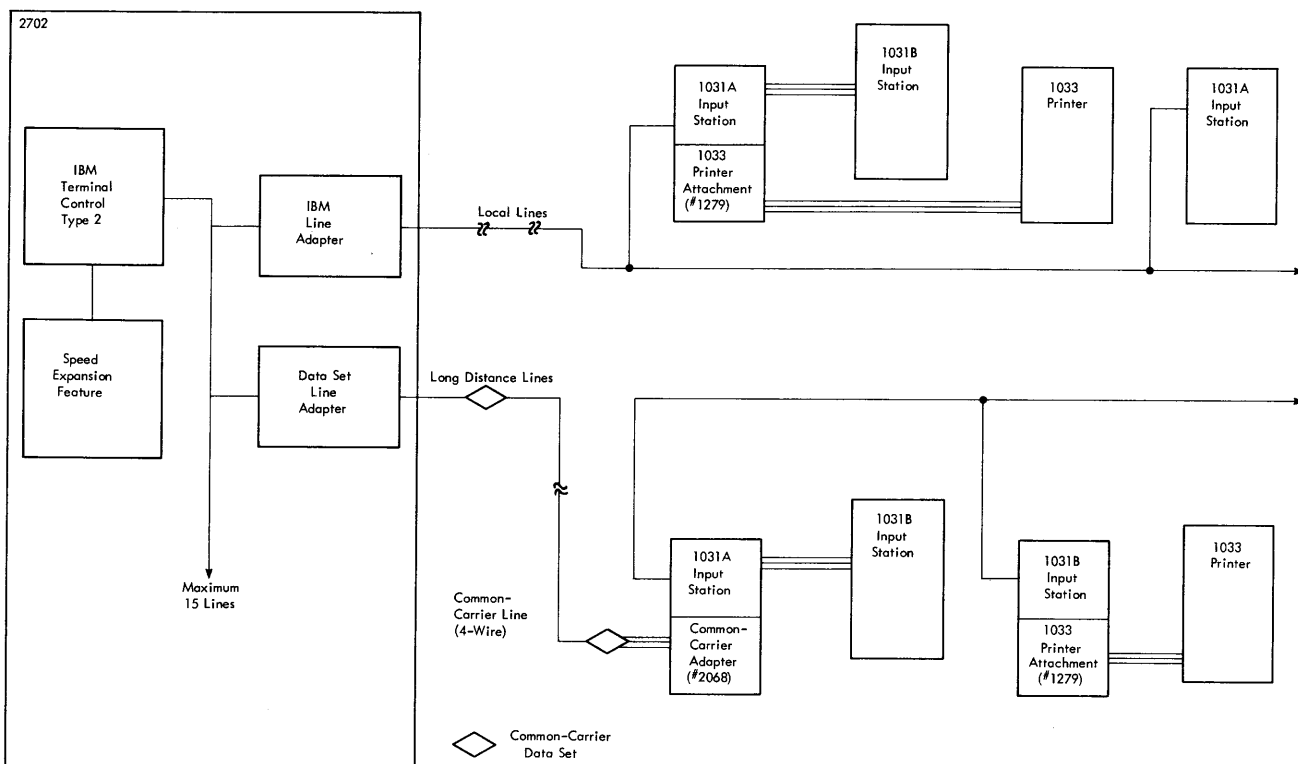 2702
IBM
Terminal
Control
Type 2
Speed
Expansion
Feature
IBM
Line
Adapter
Data Set
Line
Adapter
Maximum
15 Lines
Local Lines
Long Distance Lines
1031A
Input
Station
1033
Printer
Attachment
(#1279)
1031B
Input
Station
1033
Printer
1031A
Input
Station
Common-
Carrier Line
(4-Wire)
1031A
Input
Station
Common-
Carrier
Adapter
(#2068)
1031B
Input
Station
1031B
Input
Station
1033
Printer
Attachment
(#1279)
1033
Printer
Common-Carrier
Data Set